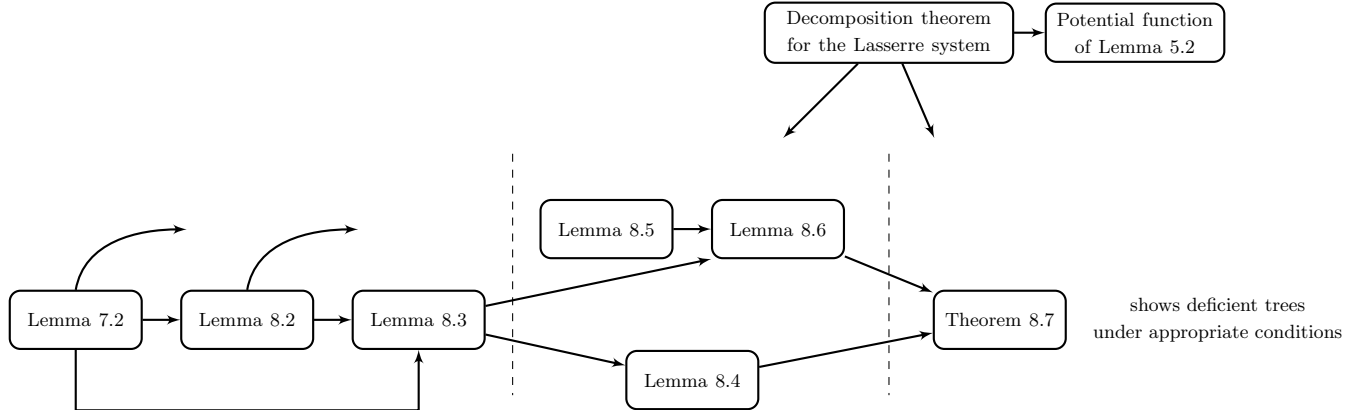 Decomposition theorem
for the Lasserre system
Potential function
of Lemma 5.2
Lemma 8.5
Lemma 8.6
Lemma 7.2
Lemma 8.2
Lemma 8.3
Theorem 8.7
shows deficient trees
under appropriate conditions
Lemma 8.4